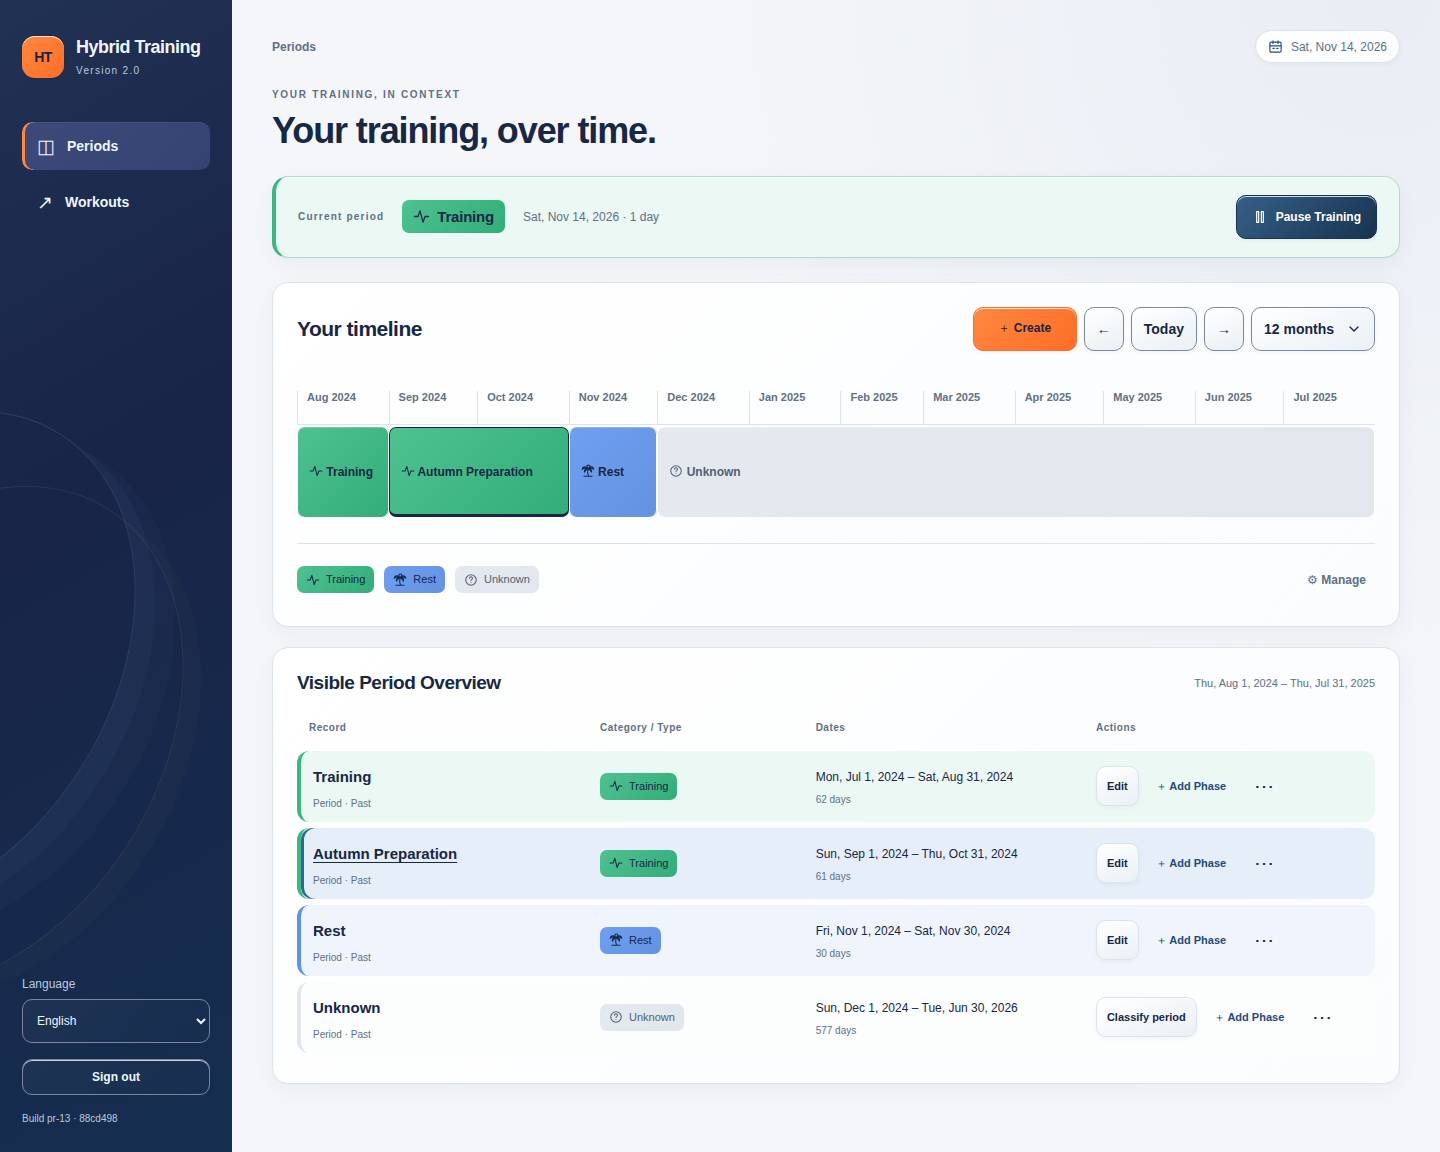 HT
Hybrid Training
Version 2.0
Periods
Workouts
Language
English
Sign out
Build pr-13 · 88cd498
Periods
Sat, Nov 14, 2026
YOUR TRAINING, IN CONTEXT
Your training, over time.
Current period
Training
Sat, Nov 14, 2026 · 1 day
Pause Training
Your timeline
+ Create
←
Today
→
12 months
Aug 2024 Sep 2024 Oct 2024 Nov 2024 Dec 2024 Jan 2025 Feb 2025 Mar 2025 Apr 2025 May 2025 Jun 2025 Jul 2025
Training Autumn Preparation Rest Unknown
Training Rest Unknown
Manage
Visible Period Overview
Thu, Aug 1, 2024 – Thu, Jul 31, 2025
Record Category / Type Dates Actions
Training
Period · Past
Training
Mon, Jul 1, 2024 – Sat, Aug 31, 2024
62 days
Edit + Add Phase ···
Autumn Preparation
Period · Past
Training
Sun, Sep 1, 2024 – Thu, Oct 31, 2024
61 days
Edit + Add Phase ···
Rest
Period · Past
Rest
Fri, Nov 1, 2024 – Sat, Nov 30, 2024
30 days
Edit + Add Phase ···
Unknown
Period · Past
Unknown
Sun, Dec 1, 2024 – Tue, Jun 30, 2026
577 days
Classify period + Add Phase ···